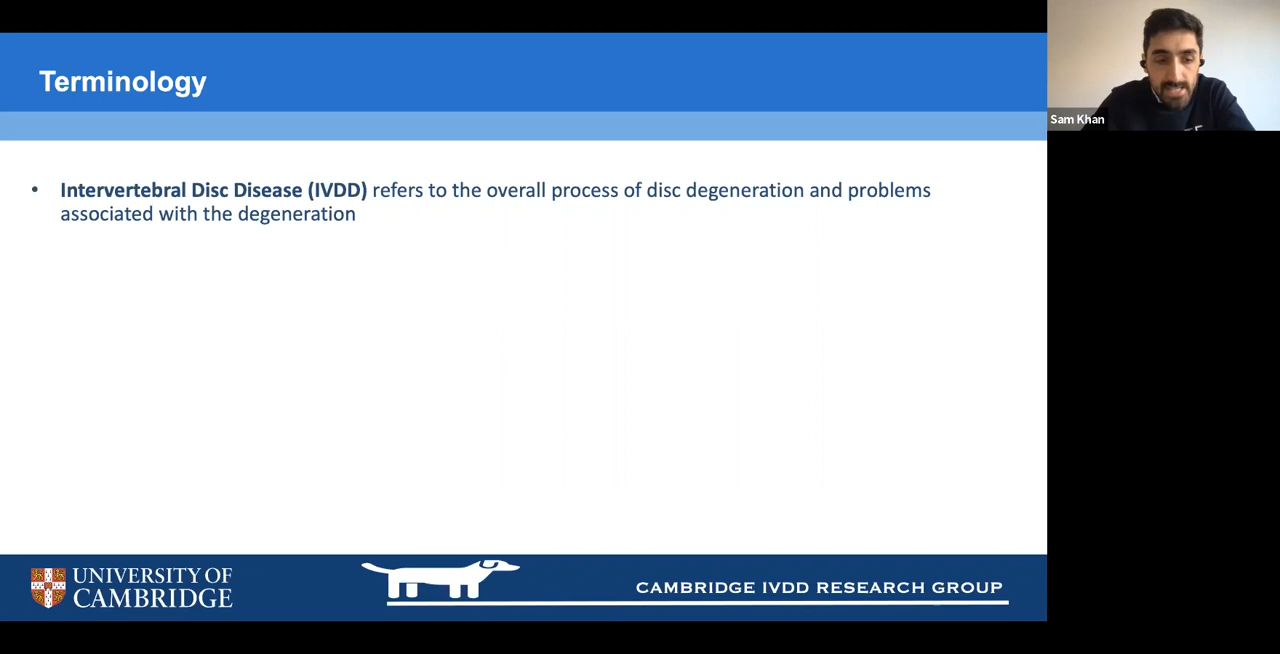 Terminology
Sam Khan
• Intervertebral Disc Disease (IVDD) refers to the overall process of disc degeneration and problems
associated with the degeneration
UNIVERSITY OF
CAMBRIDGE
CAMBRIDGE IVDD RESEARCH GROUP